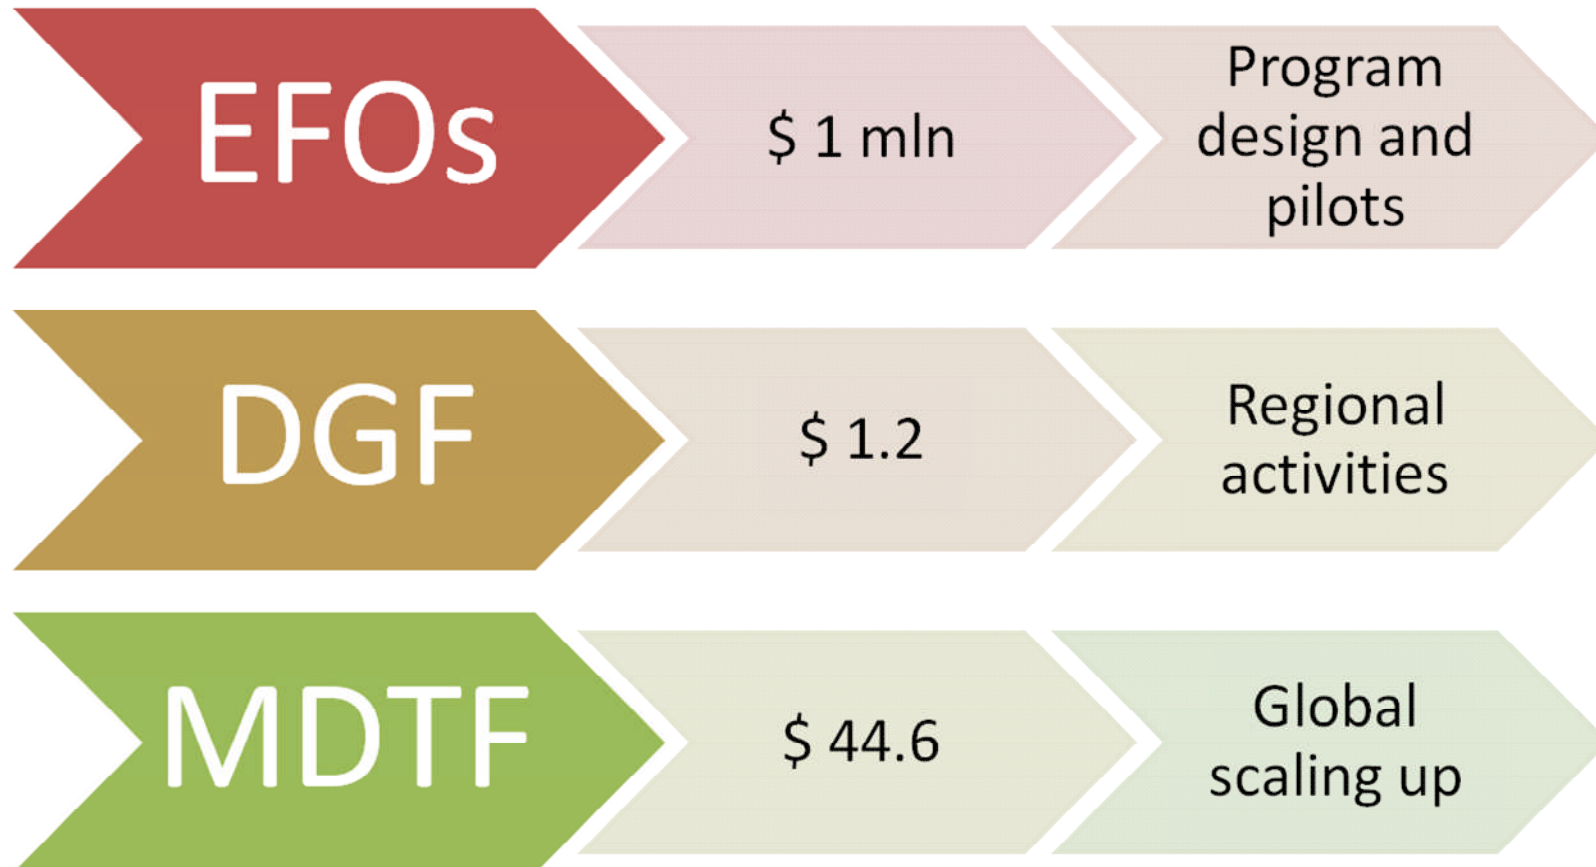 EFOs
$ 1 mln
Program
design and
pilots
DGF
$ 1.2
Regional
activities
MDTF
$ 44.6
Global
scaling up